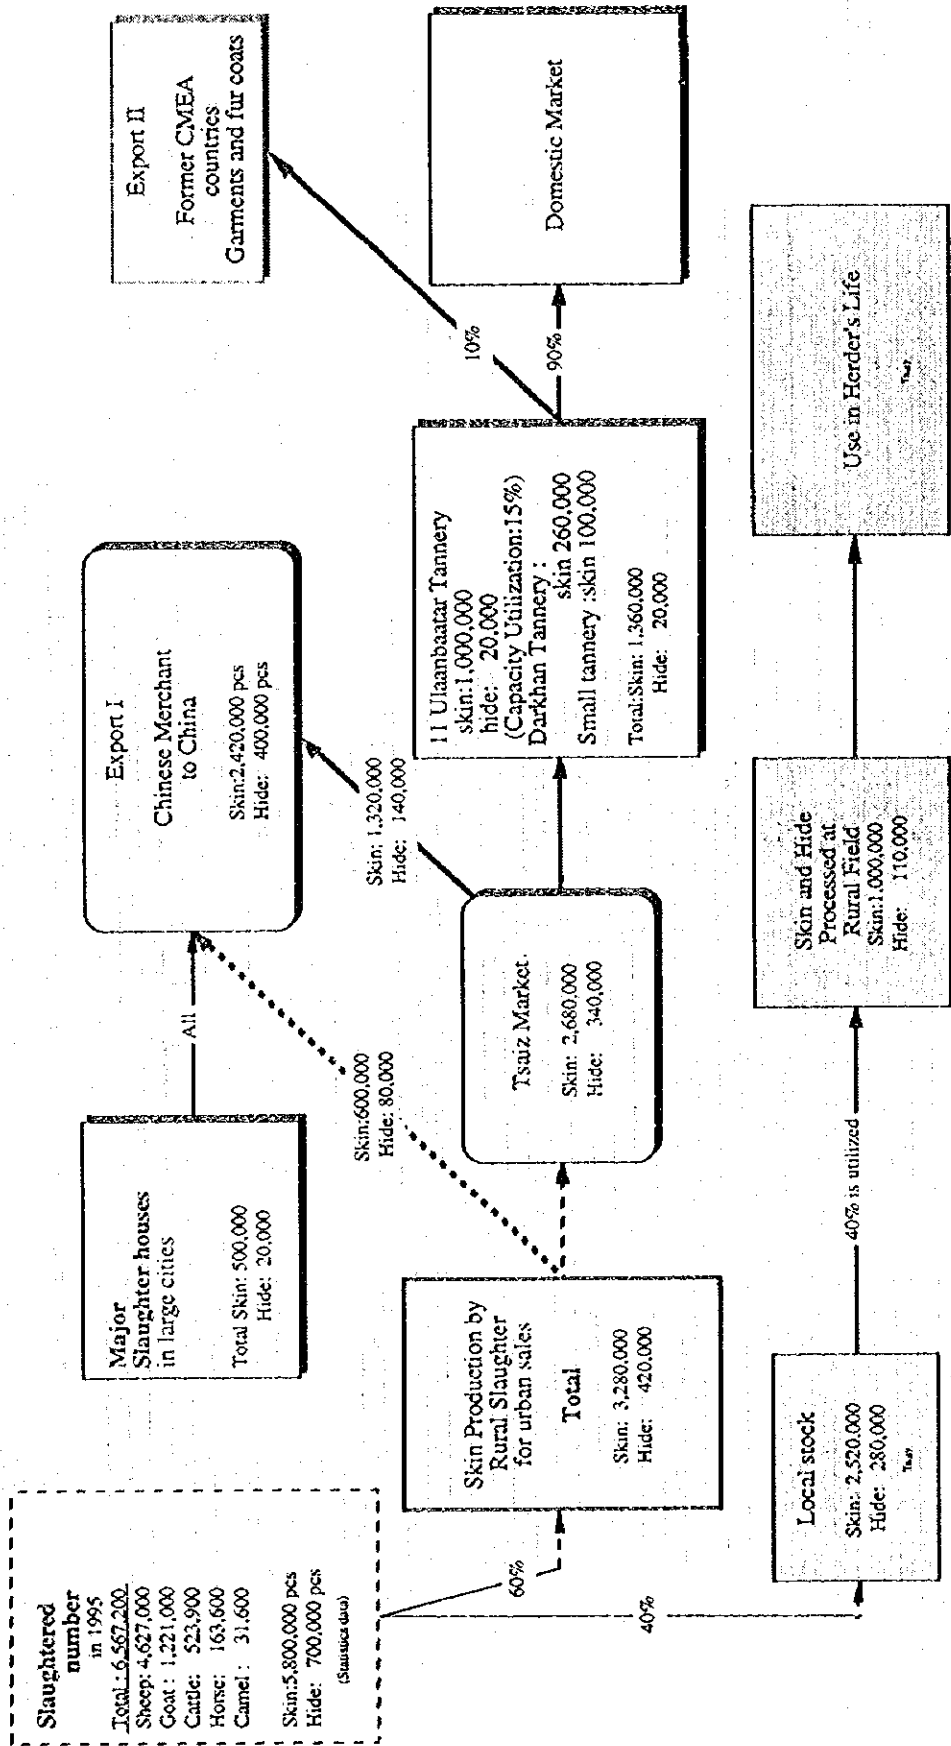 Slaughtered
number
in 1995
Total : 6,567,200
Sheep: 4,627,000
Goat : 1,221,000
Cattle: 523,900
Horse: 163,600
Camel : 31,600
Skin:5,800,000 pcs
Hide: 700,000 pcs
(Statistics data)
60%
40%
Major
Slaughter houses
in large cities
Total Skin: 500,000
Hide: 20,000
All
Export I
Chinese Merchant
to China
Skin:2,420,000 pcs
Hide: 400,000 pcs
Export II
Former CMEA
countries
Garments and fur coats
Skin Production by
Rural Slaughter
for urban sales
Total
Skin: 3,280,000
Hide: 420,000
Skin:600,000
Hide: 80,000
Tsaiz Market.
Skin: 2,680,000
Hide: 340,000
Skin: 1,320,000
Hide: 140,000
11 Ulaanbaatar Tannery
skin:1,000,000
hide: 20,000
(Capacity Utilization:15%)
Darkhan Tannery :
skin 260,000
Small tannery :skin 100,000
Total:Skin: 1,360,000
Hide: 20,000
10%
90%
Domestic Market
Local stock
Skin: 2,520,000
Hide: 280,000
40% is utilized
Skin and Hide
Processed at
Rural Field
Skin:1,000,000
Hide: 110,000
Use in Herder's Life